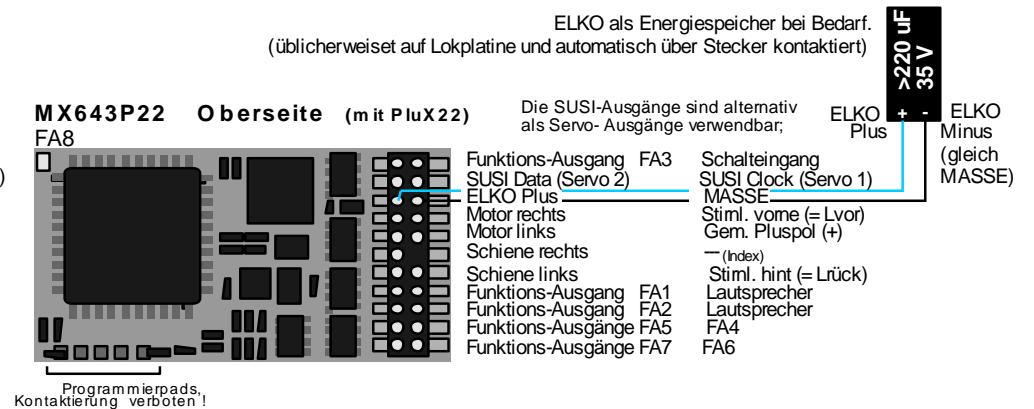 ELKO als Energiespeicher bei Bedarf.
(üblicherweiset auf Lokplatine und automatisch über Stecker kontaktiert)
>220 uF
35 V
+ -
ELKO Plus
ELKO Minus (gleich MASSE)
MX643P22 Oberseite (mit PluX22)
FA8
)
Die SUSI-Ausgänge sind alternativ
als Servo- Ausgänge verwendbar;
Funktions-Ausgang FA3 Schalteingang
SUSI Data (Servo 2) SUSI Clock (Servo 1)
ELKO Plus MASSE
Motor rechts Stirnl. vorne (= Lvor)
Motor links Gem. Pluspol (+)
Schiene rechts --- (Index)
Schiene links Stirnl. hint (= Lrück)
Funktions-Ausgang FA1 Lautsprecher
Funktions-Ausgang FA2 Lautsprecher
Funktions-Ausgänge FA5 FA4
Funktions-Ausgänge FA7 FA6
Programmierpads,
Kontaktierung verboten !